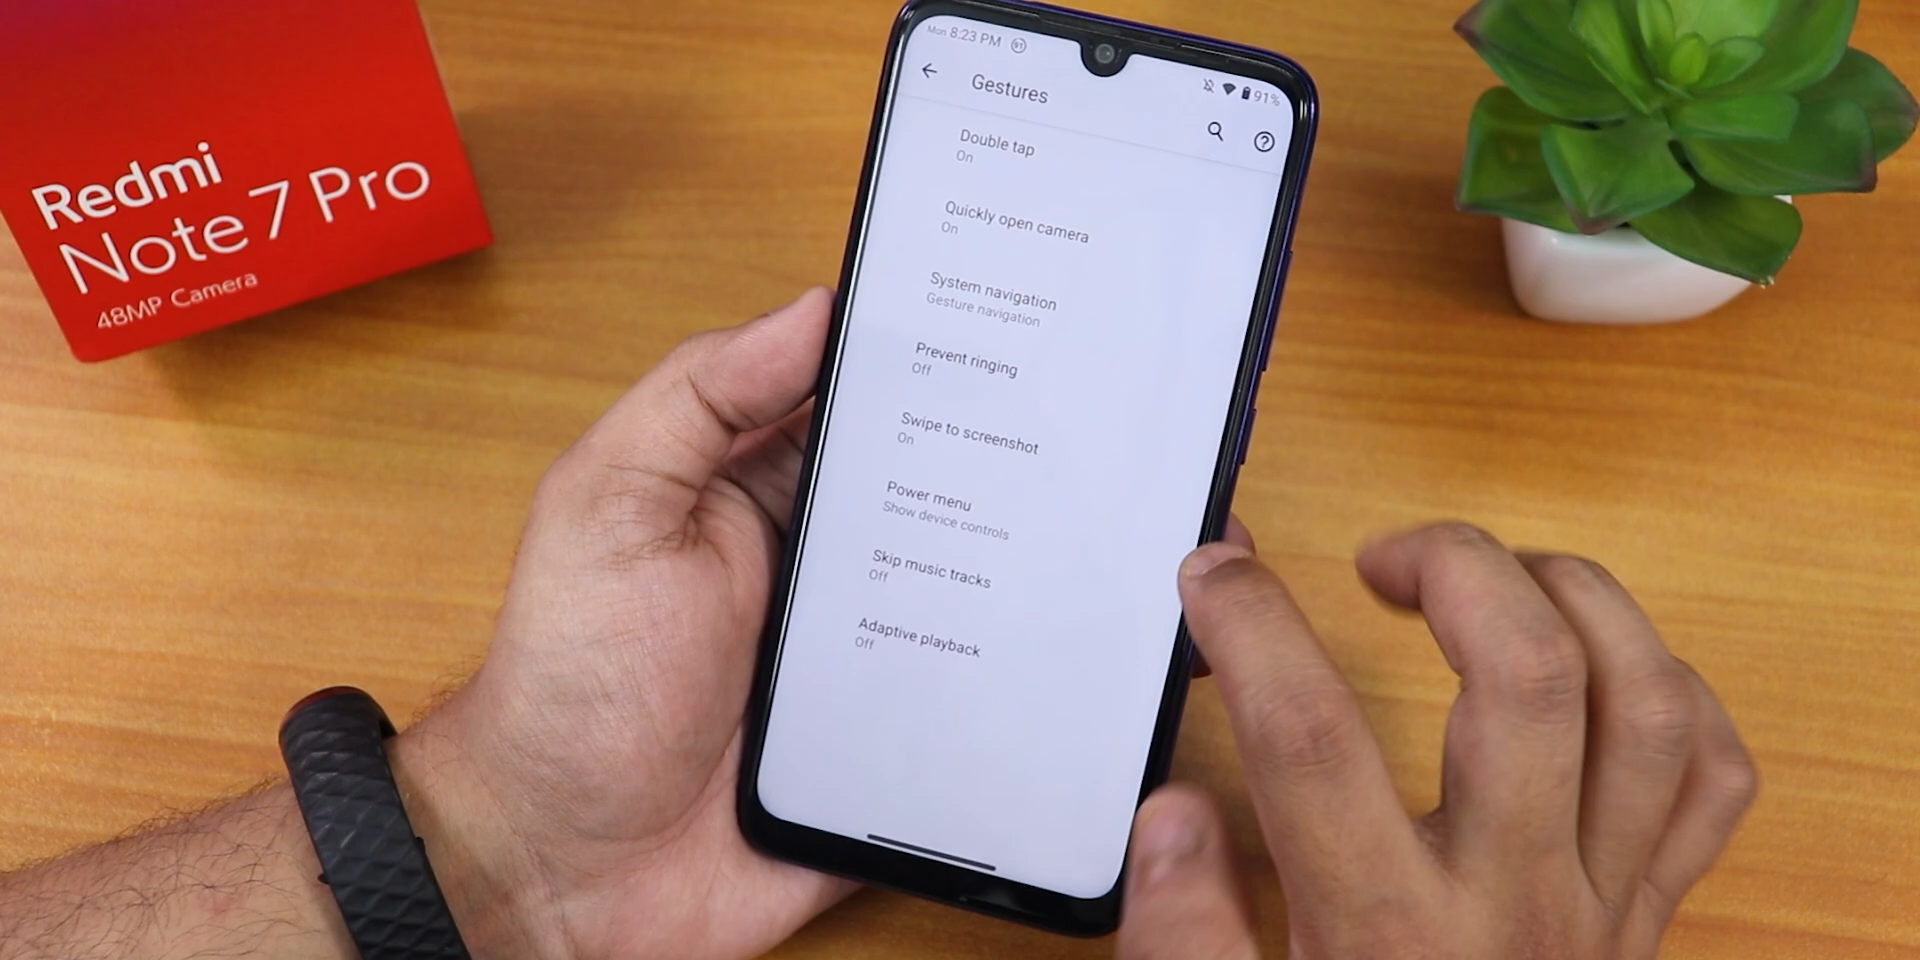 Redmi
Note 7 Pro
48MP Camera
Mon 8:23 PM 91
91%
Gestures
Double tap
On
Quickly open camera
On
System navigation
Gesture navigation
Prevent ringing
Off
Swipe to screenshot
On
Power menu
Show device controls
Skip music tracks
Off
Adaptive playback
Off